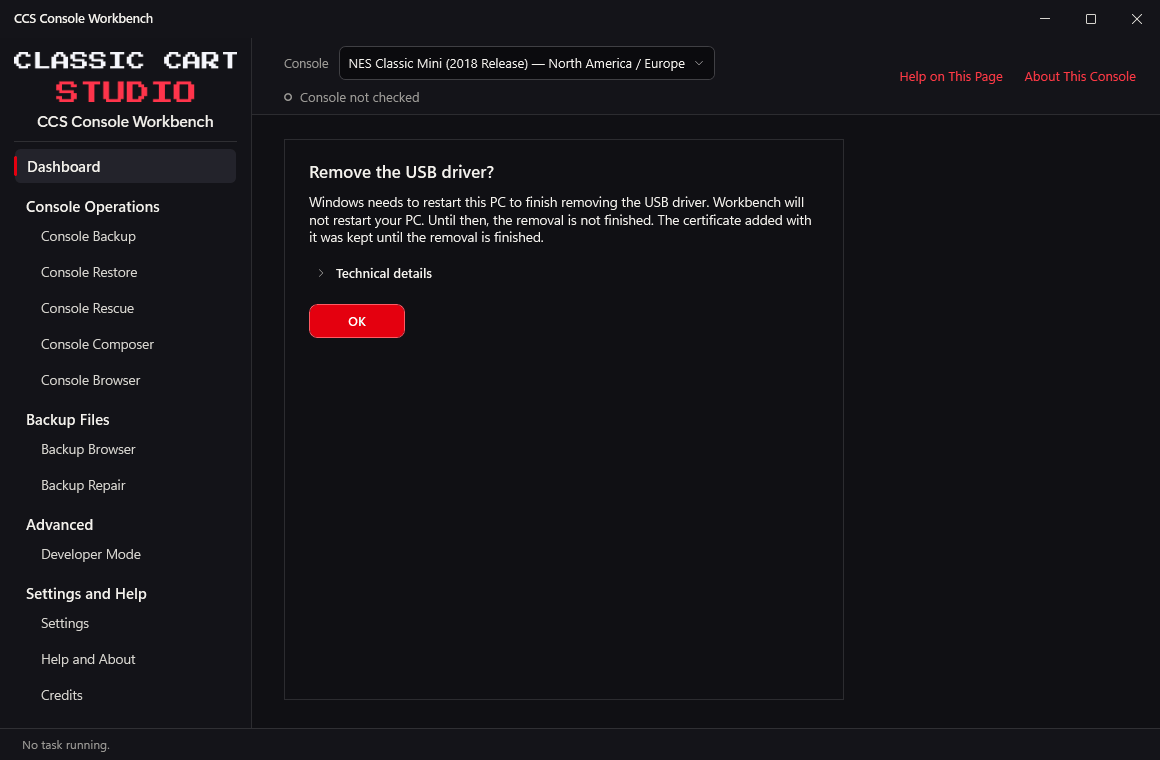 CCS Console Workbench
CLASSIC CART
STUDIO
CCS Console Workbench
Dashboard
Console Operations
Console Backup
Console Restore
Console Rescue
Console Composer
Console Browser
Backup Files
Backup Browser
Backup Repair
Advanced
Developer Mode
Settings and Help
Settings
Help and About
Credits
Console
NES Classic Mini (2018 Release) — North America / Europe
Console not checked
Help on This Page
About This Console
Remove the USB driver?
Windows needs to restart this PC to finish removing the USB driver. Workbench will
not restart your PC. Until then, the removal is not finished. The certificate added with
it was kept until the removal is finished.
Technical details
OK
No task running.